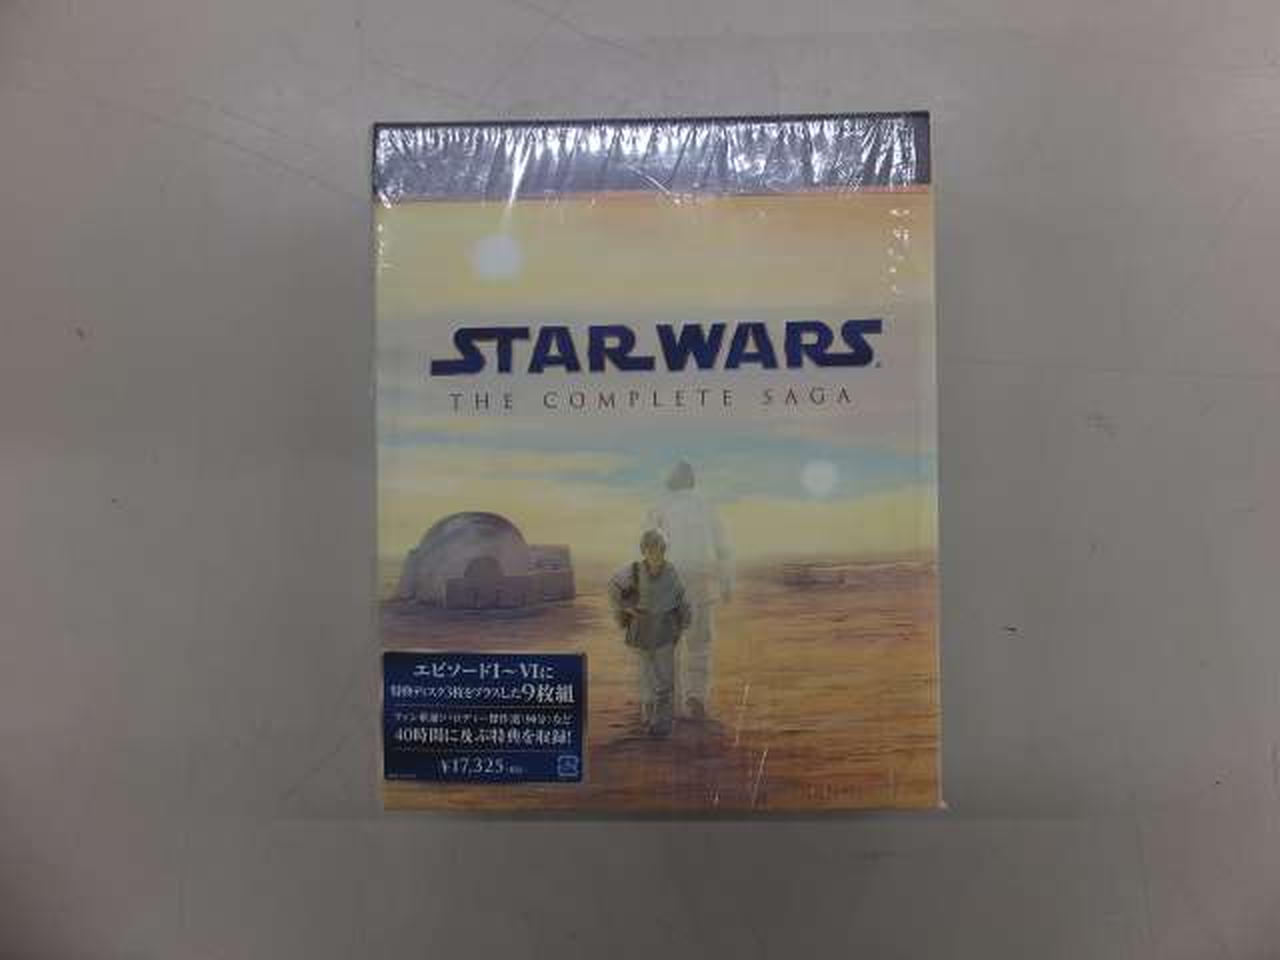 STAR WARS
THE COMPLETE SAGA
エピソードI～VIに
特典ディスク3枚をプラスした9枚組
40時間に及ぶ特典を収録!
¥17,325